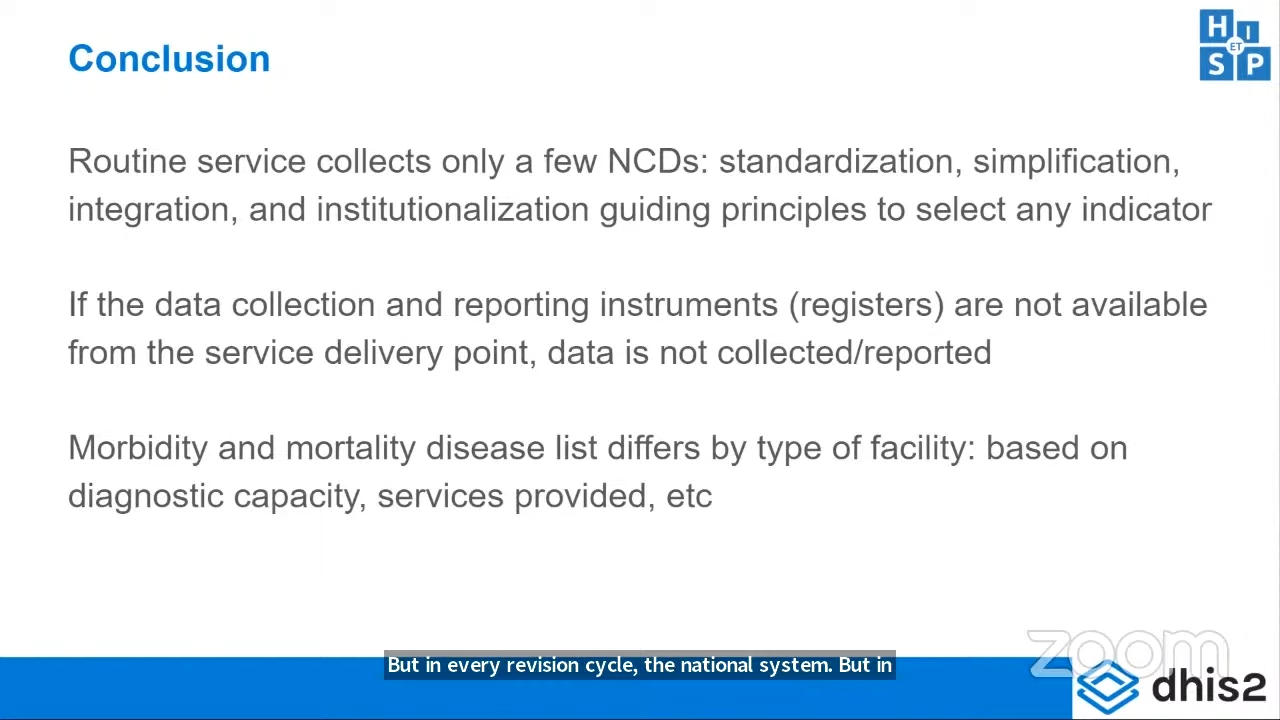 Conclusion
H I
ET
S P
Routine service collects only a few NCDs: standardization, simplification,
integration, and institutionalization guiding principles to select any indicator
If the data collection and reporting instruments (registers) are not available
from the service delivery point, data is not collected/reported
Morbidity and mortality disease list differs by type of facility: based on
diagnostic capacity, services provided, etc
zoom
But in every revision cycle, the national system. But in
dhis2